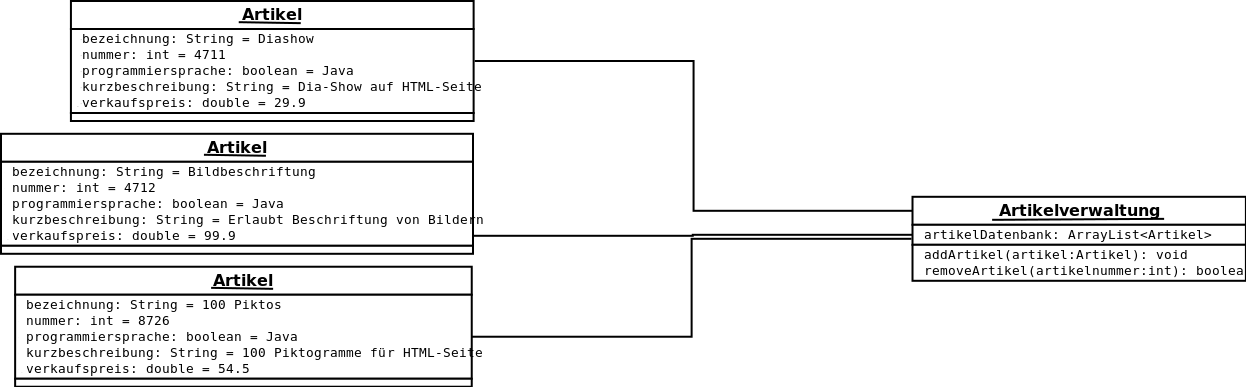 Artikel
bezeichnung: String = Diashow
nummer: int = 4711
programmiersprache: boolean = Java
kurzbeschreibung: String = Dia-Show auf HTML-Seite
verkaufspreis: double = 29.9
Artikel
bezeichnung: String = Bildbeschriftung
nummer: int = 4712
programmiersprache: boolean = Java
kurzbeschreibung: String = Erlaubt Beschriftung von Bildern
verkaufspreis: double = 99.9
Artikel
bezeichnung: String = 100 Piktos
nummer: int = 8726
programmiersprache: boolean = Java
kurzbeschreibung: String = 100 Piktogramme für HTML-Seite
verkaufspreis: double = 54.5
Artikelverwaltung
artikelDatenbank: ArrayList<Artikel>
addArtikel(artikel:Artikel): void
removeArtikel(artikelnummer:int): boolea